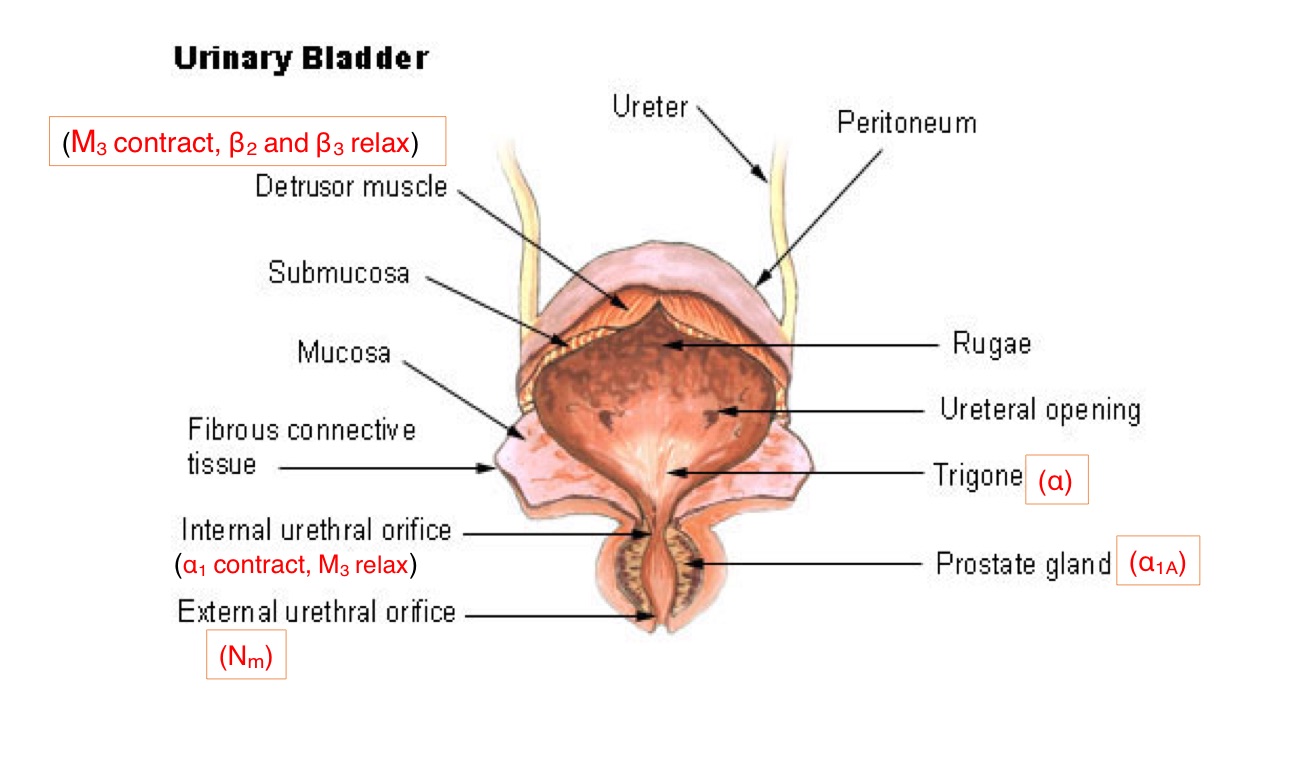 Urinary Bladder
(M₃ contract, β₂ and β₃ relax)
Detrusor muscle
Submucosa
Mucosa
Fibrous connective
tissue
Internal urethral orifice
(α₁ contract, M₃ relax)
External urethral orifice
(Nₘ)
Ureter
Peritoneum
Rugae
Ureteral opening
Trigone (α)
Prostate gland (α₁A)